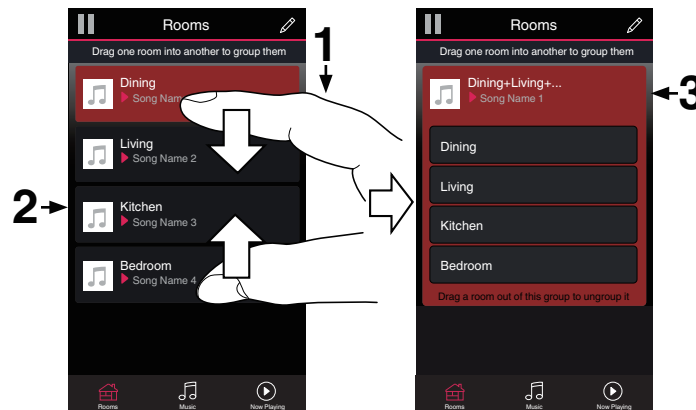 Rooms
Drag one room into another to group them
1
Dining
Song Nam
Living
Song Name 2
2
Kitchen
Song Name 3
Bedroom
Song Name 4
Rooms
Music
Now Playing
Rooms
Drag one room into another to group them
Dining+Living+...
Song Name 1
3
Dining
Living
Kitchen
Bedroom
Drag a room out of this group to ungroup it
Rooms
Music
Now Playing